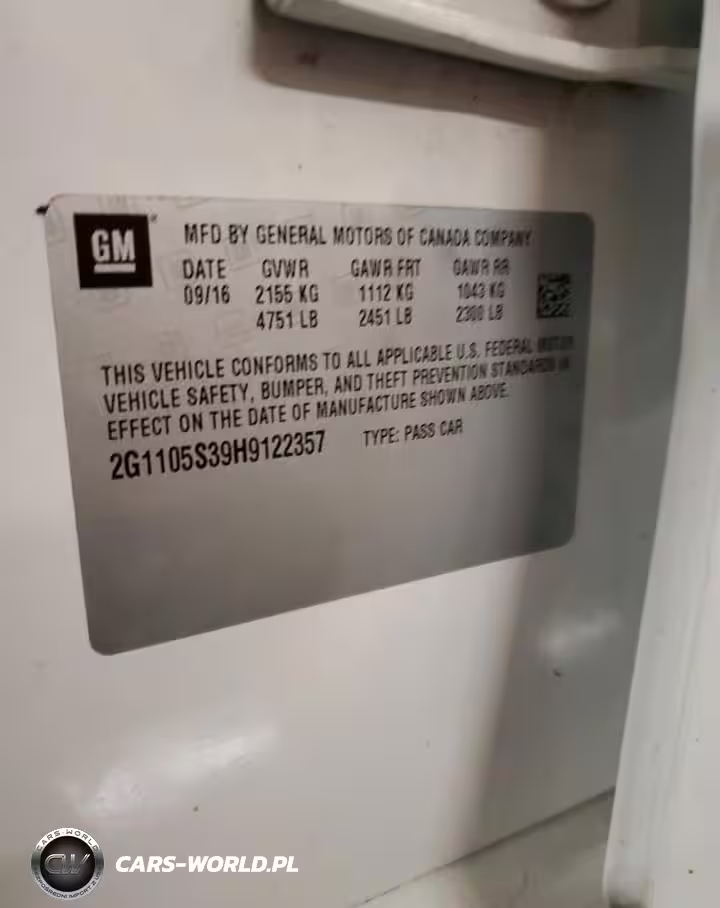 GM
MFD BY GENERAL MOTORS OF CANADA COMPANY
DATE GVWR GAWR FRT GAWR RR
09/16 2155 KG 1112 KG 1043 KG
4751 LB 2451 LB 2300 LB
THIS VEHICLE CONFORMS TO ALL APPLICABLE U.S. FEDERAL MOTOR
VEHICLE SAFETY, BUMPER, AND THEFT PREVENTION STANDARDS IN
EFFECT ON THE DATE OF MANUFACTURE SHOWN ABOVE.
2G1105S39H9122357 TYPE: PASS CAR
CARS-WORLD
CW
CARS-WORLD.PL